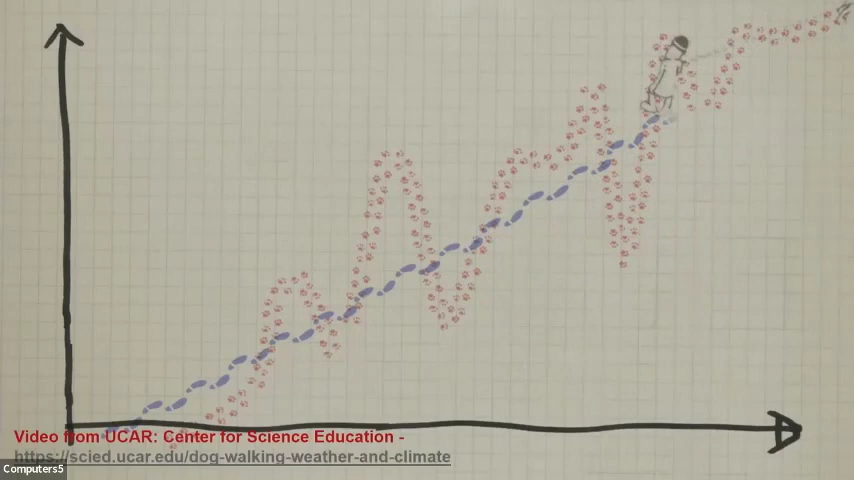 Video from UCAR: Center for Science Education -
https://scied.ucar.edu/dog-walking-weather-and-climate
Computers5